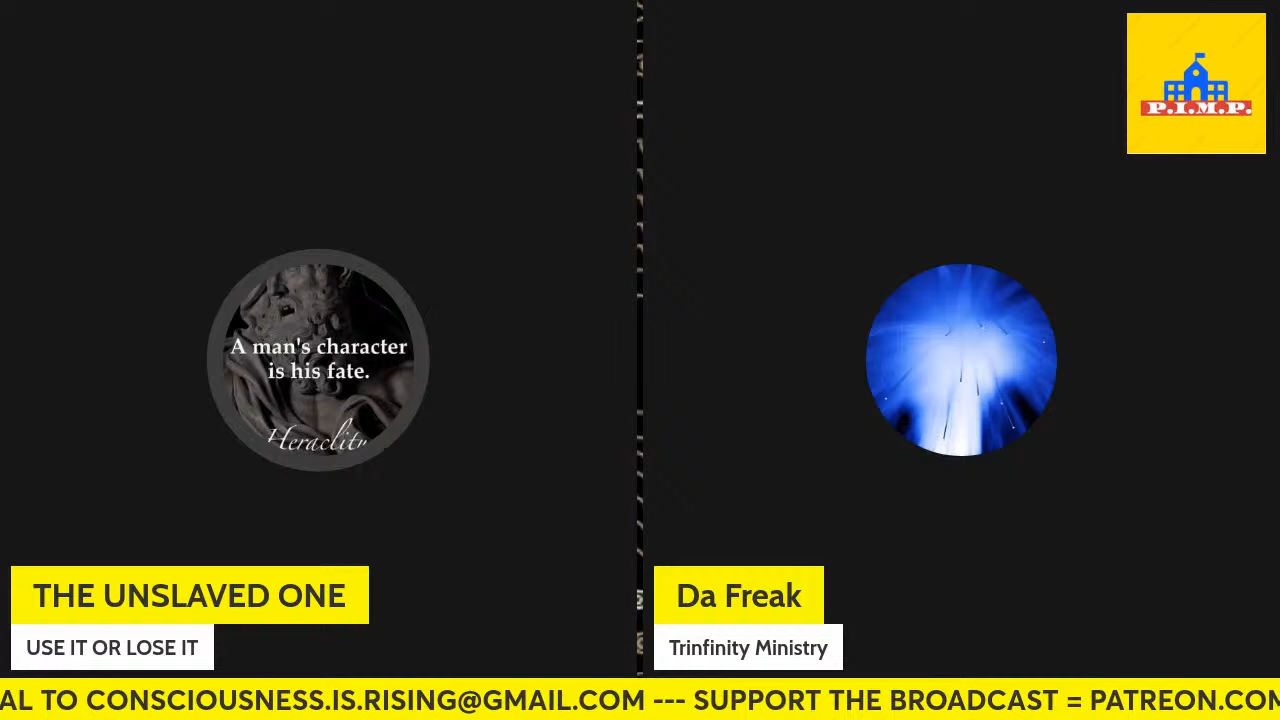 P.I.M.P.
A man's character
is his fate.
THE UNSLAVED ONE
USE IT OR LOSE IT
Da Freak
Trinfinity Ministry
AL TO CONSCIOUSNESS.IS.RISING@GMAIL.COM --- SUPPORT THE BROADCAST = PATREON.COM